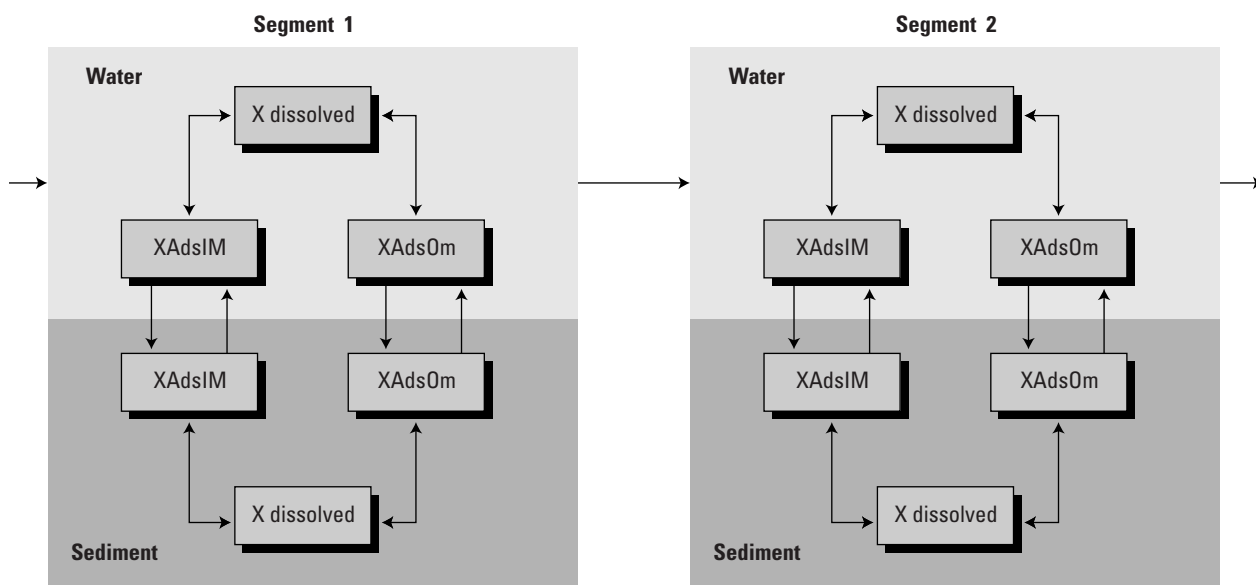 Segment 1
Segment 2
Water
Water
X dissolved
X dissolved
XAdsIM
XAdsOm
XAdsIM
XAdsOm
XAdsIM
XAdsOm
XAdsIM
XAdsOm
X dissolved
X dissolved
Sediment
Sediment